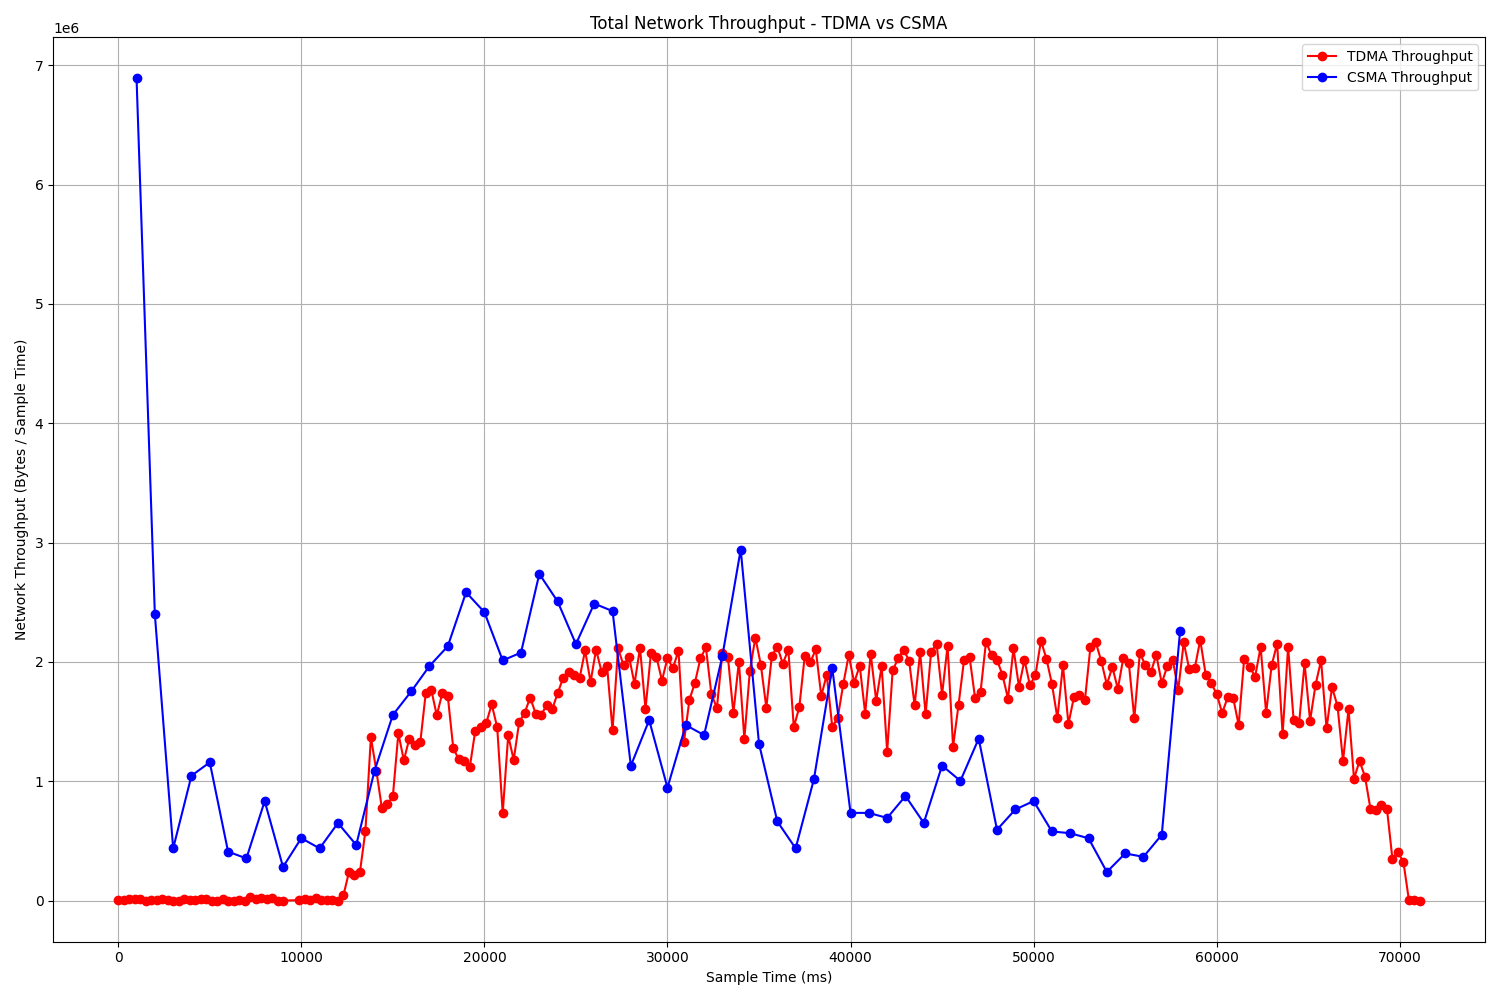 Total Network Throughput - TDMA vs CSMA
1e6
TDMA Throughput
CSMA Throughput
7
6
5
4
3
2
1
0
Network Throughput (Bytes / Sample Time)
0 10000 20000 30000 40000 50000 60000 70000
Sample Time (ms)